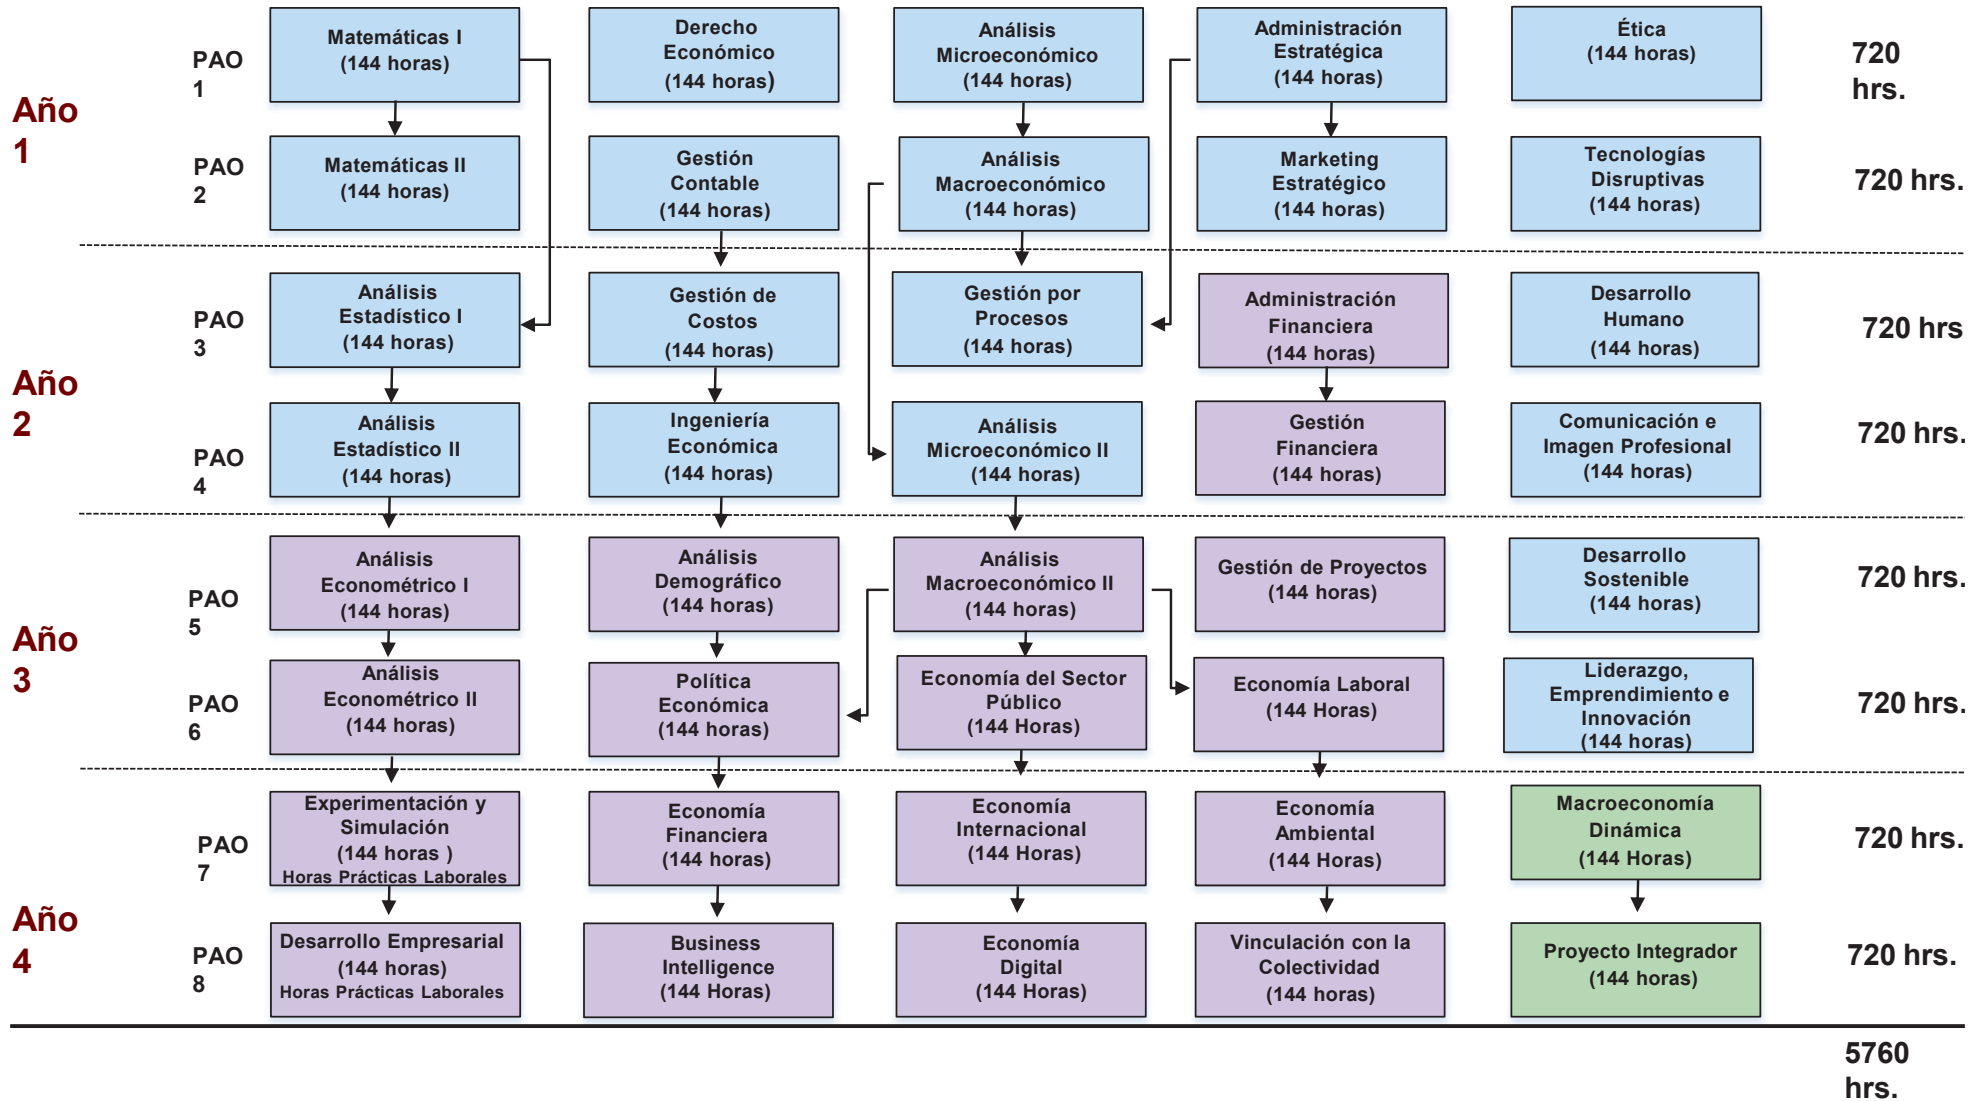 Año
1
PAO
1
Matemáticas I
(144 horas)
Derecho
Económico
(144 horas)
Análisis
Microeconómico
(144 horas)
Administración
Estratégica
(144 horas)
Ética
(144 horas)
720
hrs.
PAO
2
Matemáticas II
(144 horas)
Gestión
Contable
(144 horas)
Análisis
Macroeconómico
(144 horas)
Marketing
Estratégico
(144 horas)
Tecnologías
Disruptivas
(144 horas)
720 hrs.
Año
2
PAO
3
Análisis
Estadístico I
(144 horas)
Gestión de
Costos
(144 horas)
Gestión por
Procesos
(144 horas)
Administración
Financiera
(144 horas)
Desarrollo
Humano
(144 horas)
720 hrs
PAO
4
Análisis
Estadístico II
(144 horas)
Ingeniería
Económica
(144 horas)
Análisis
Microeconómico II
(144 horas)
Gestión
Financiera
(144 horas)
Comunicación e
Imagen Profesional
(144 horas)
720 hrs.
Año
3
PAO
5
Análisis
Econométrico I
(144 horas)
Análisis
Demográfico
(144 horas)
Análisis
Macroeconómico II
(144 horas)
Gestión de Proyectos
(144 horas)
Desarrollo
Sostenible
(144 horas)
720 hrs.
PAO
6
Análisis
Econométrico II
(144 horas)
Política
Económica
(144 horas)
Economía del Sector
Público
(144 Horas)
Economía Laboral
(144 Horas)
Liderazgo,
Emprendimiento e
Innovación
(144 horas)
720 hrs.
Año
4
PAO
7
Experimentación y
Simulación
(144 horas )
Horas Prácticas Laborales
Economía
Financiera
(144 horas)
Economía
Internacional
(144 Horas)
Economía
Ambiental
(144 Horas)
Macroeconomía
Dinámica
(144 Horas)
720 hrs.
PAO
8
Desarrollo Empresarial
(144 horas)
Horas Prácticas Laborales
Business
Intelligence
(144 Horas)
Economía
Digital
(144 Horas)
Vinculación con la
Colectividad
(144 horas)
Proyecto Integrador
(144 horas)
720 hrs.
5760
hrs.